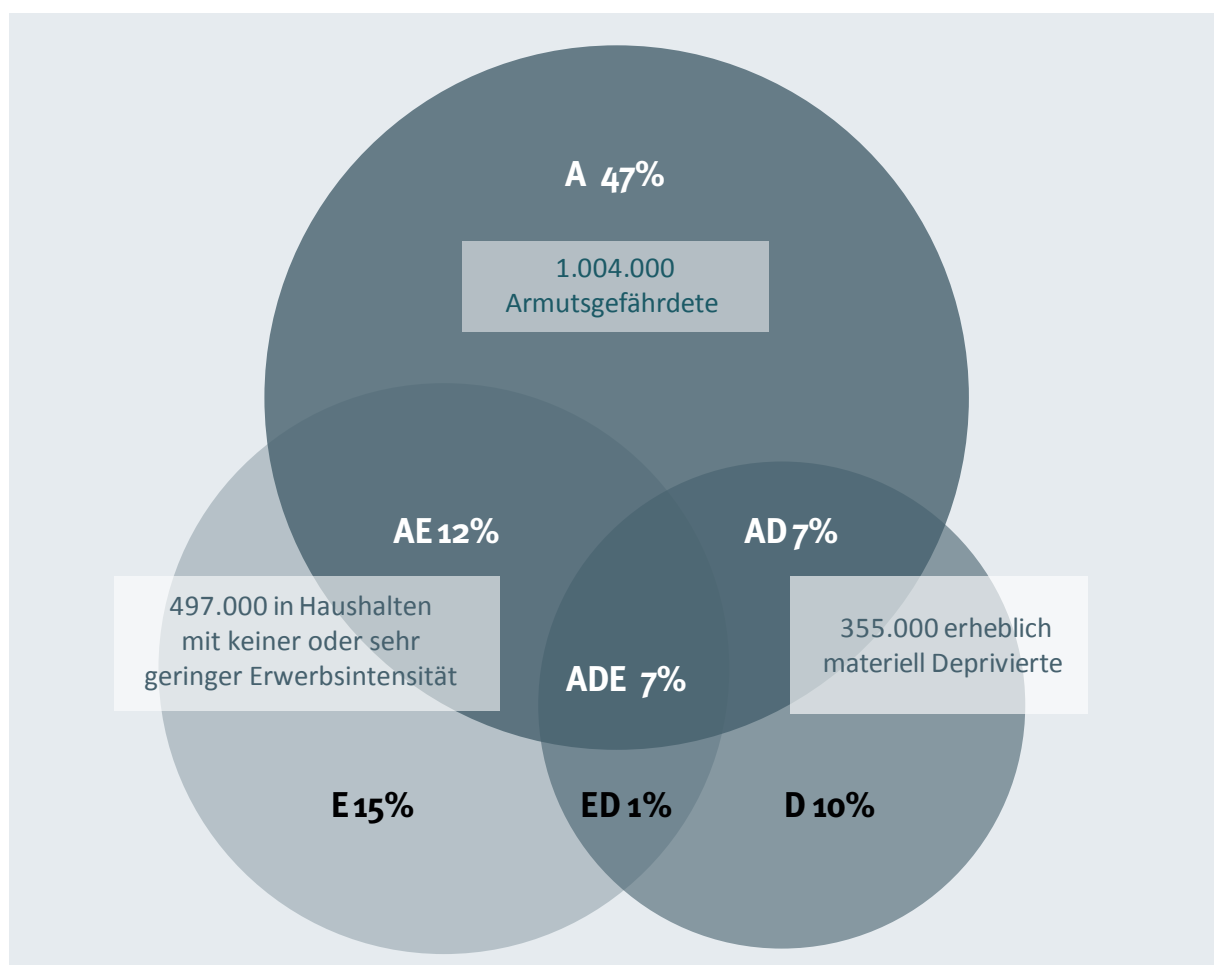 A 47%
1.004.000
Armutsgefährdete
AE 12%
AD 7%
497.000 in Haushalten
mit keiner oder sehr
geringer Erwerbsintensität
355.000 erheblich
materiell Deprivierte
ADE 7%
E 15%
ED 1%
D 10%